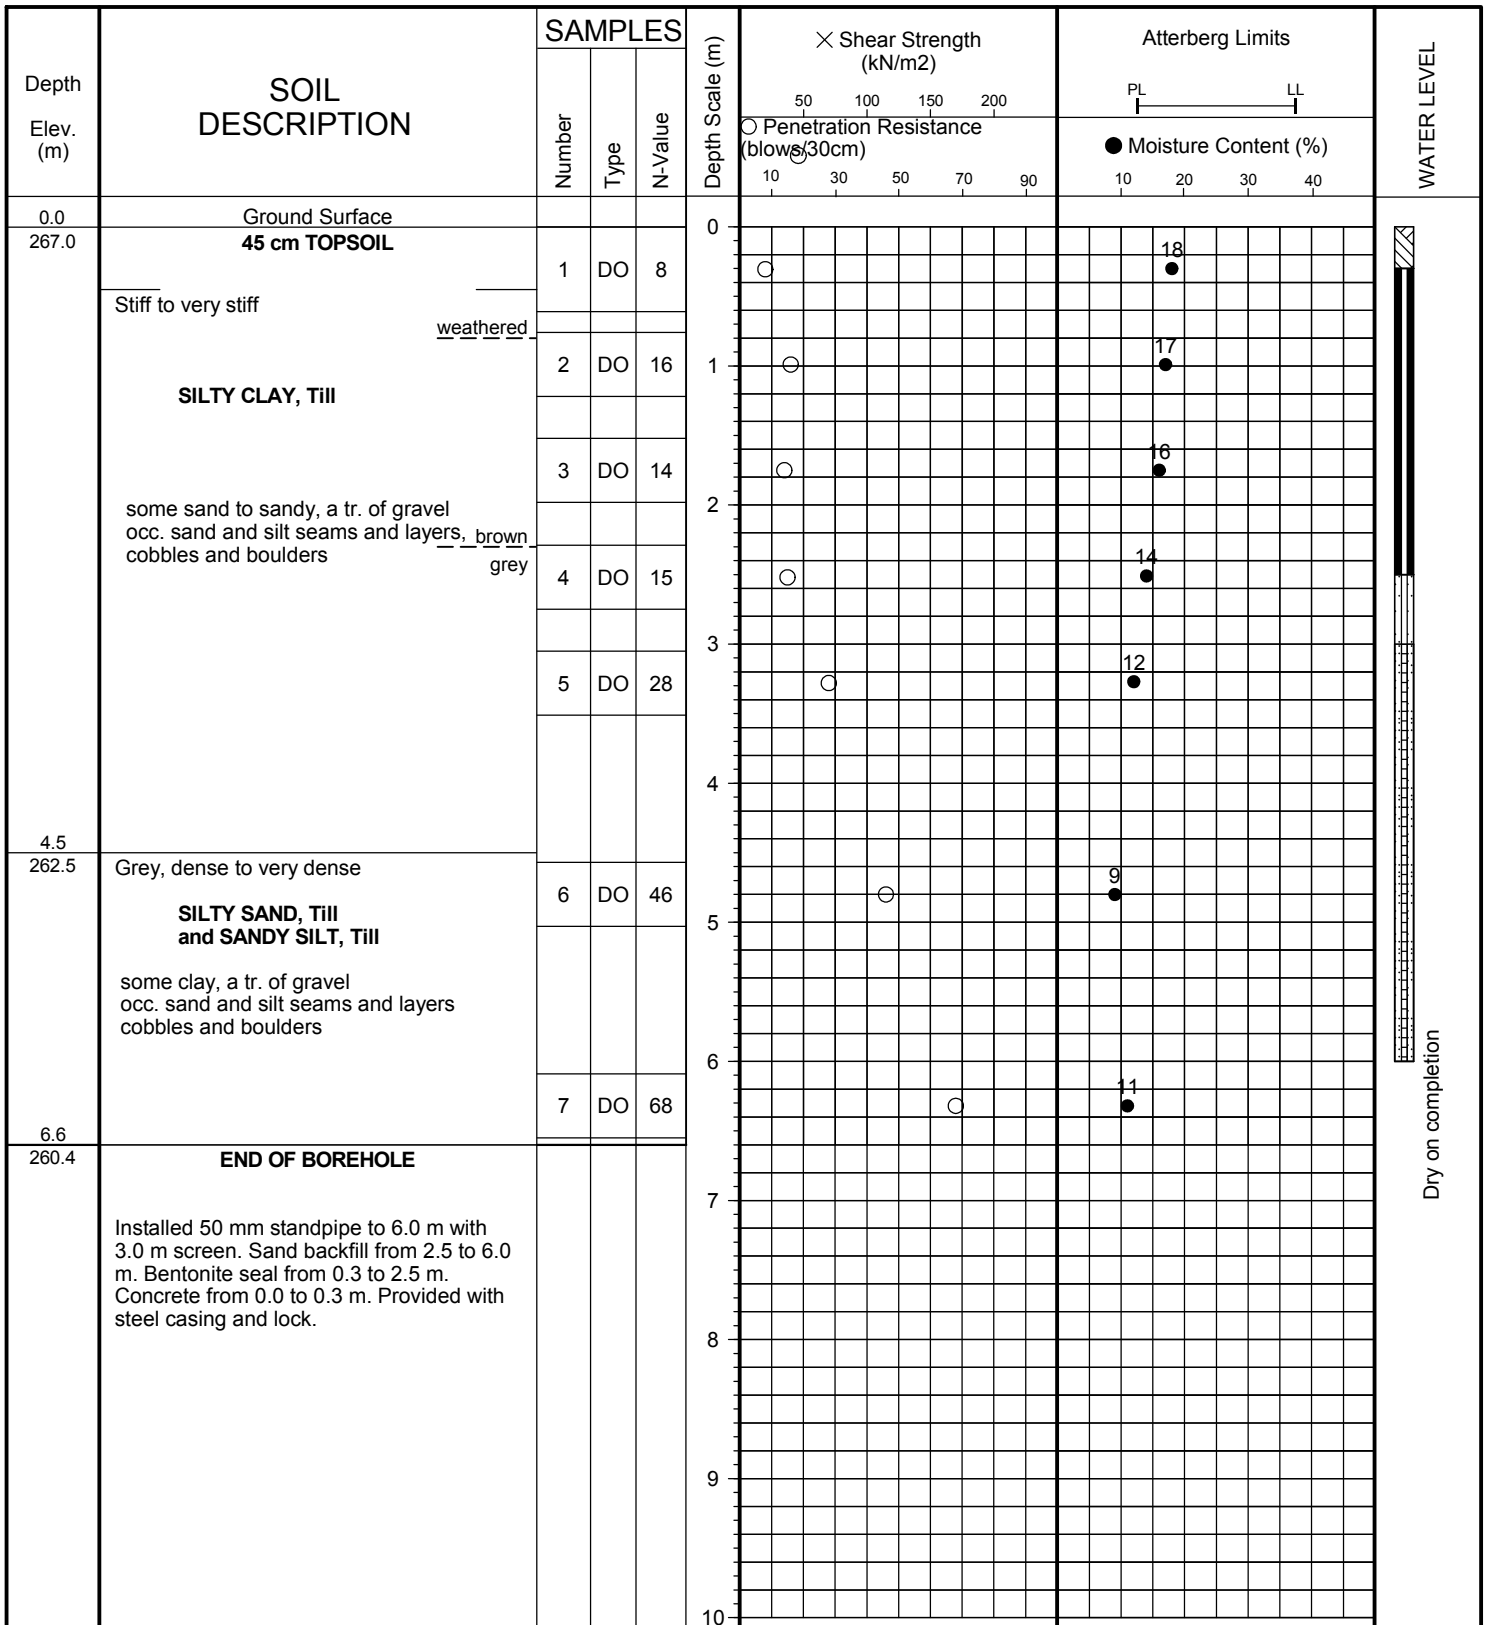 Depth
Elev.
(m)
SOIL
DESCRIPTION
SAMPLES
Number
Type
N-Value
Depth Scale (m)
× Shear Strength
(kN/m2)
50 100 150 200
Penetration Resistance
(blows/30cm)
10 30 50 70 90
Atterberg Limits
PL LL
Moisture Content (%)
10 20 30 40
WATER LEVEL
0.0
Ground Surface
267.0
45 cm TOPSOIL
0
1 DO 8
18
Stiff to very stiff
weathered
2 DO 16
1
17
SILTY CLAY, Till
3 DO 14
16
some sand to sandy, a tr. of gravel
occ. sand and silt seams and layers,
cobbles and boulders
2
brown
grey
4 DO 15
14
3
5 DO 28
12
4
4.5
262.5
Grey, dense to very dense
6 DO 46
9
SILTY SAND, Till
and SANDY SILT, Till
5
some clay, a tr. of gravel
occ. sand and silt seams and layers
cobbles and boulders
6
7 DO 68
11
Dry on completion
6.6
260.4
END OF BOREHOLE
7
Installed 50 mm standpipe to 6.0 m with
3.0 m screen. Sand backfill from 2.5 to 6.0
m. Bentonite seal from 0.3 to 2.5 m.
Concrete from 0.0 to 0.3 m. Provided with
steel casing and lock.
8
9
10